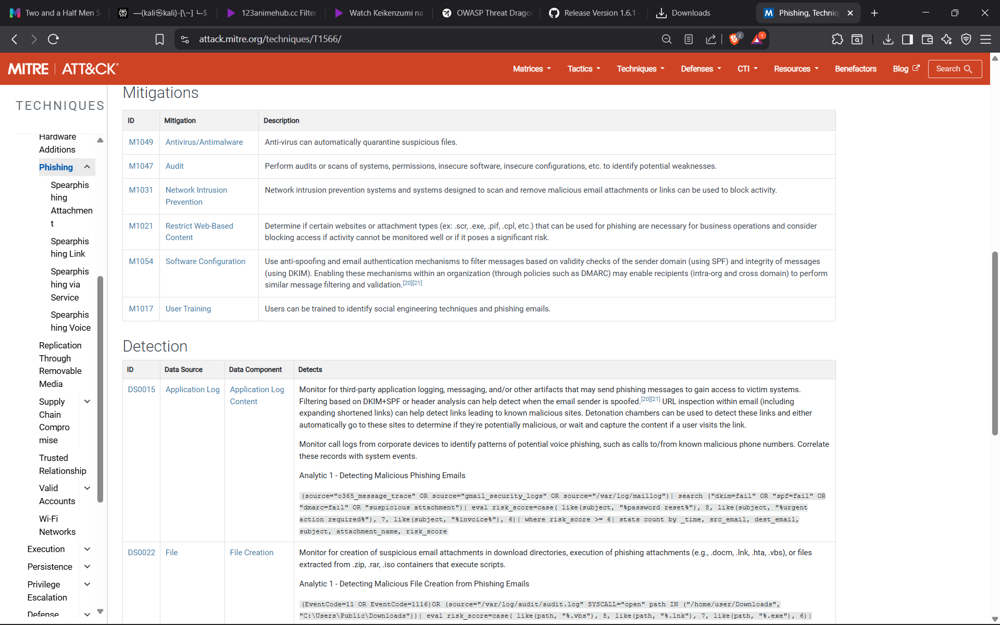 Two and a Half Men S
—(kali㉿kali)-[\~] └─$
123animehub.cc Filter
Watch Keikenzumi na
OWASP Threat Drago
Release Version 1.6.1
Downloads
Phishing, Techniq
attack.mitre.org/techniques/T1566/
2
1
MITRE | ATT&CK®
Matrices
Tactics
Techniques
Defenses
CTI
Resources
Benefactors
Blog
Search
TECHNIQUES
Hardware
Additions
Phishing
Spearphis
hing
Attachmen
t
Spearphis
hing Link
Spearphis
hing via
Service
Spearphis
hing Voice
Replication
Through
Removable
Media
Supply
Chain
Compro
mise
Trusted
Relationship
Valid
Accounts
Wi-Fi
Networks
Execution
Persistence
Privilege
Escalation
Defense
Mitigations
ID Mitigation Description
M1049 Antivirus/Antimalware Anti-virus can automatically quarantine suspicious files.
M1047 Audit Perform audits or scans of systems, permissions, insecure software, insecure configurations, etc. to identify potential weaknesses.
M1031 Network Intrusion Network intrusion prevention systems and systems designed to scan and remove malicious email attachments or links can be used to block activity.
Prevention
M1021 Restrict Web-Based Determine if certain websites or attachment types (ex: .scr, .exe, .pif, .cpl, etc.) that can be used for phishing are necessary for business operations and consider
Content blocking access if activity cannot be monitored well or if it poses a significant risk.
M1054 Software Configuration Use anti-spoofing and email authentication mechanisms to filter messages based on validity checks of the sender domain (using SPF) and integrity of messages
(using DKIM). Enabling these mechanisms within an organization (through policies such as DMARC) may enable recipients (intra-org and cross domain) to perform
similar message filtering and validation.[20][21]
M1017 User Training Users can be trained to identify social engineering techniques and phishing emails.
Detection
ID Data Source Data Component Detects
DS0015 Application Log Application Log Monitor for third-party application logging, messaging, and/or other artifacts that may send phishing messages to gain access to victim systems.
Content Filtering based on DKIM+SPF or header analysis can help detect when the email sender is spoofed.[20][21] URL inspection within email (including
expanding shortened links) can help detect links leading to known malicious sites. Detonation chambers can be used to detect these links and either
automatically go to these sites to determine if they're potentially malicious, or wait and capture the content if a user visits the link.
Monitor call logs from corporate devices to identify patterns of potential voice phishing, such as calls to/from known malicious phone numbers. Correlate
these records with system events.
Analytic 1 - Detecting Malicious Phishing Emails
(source="o365_message_trace" OR source="gmail_security_logs" OR source="/var/log/maillog")| search ("dkim=fail" OR "spf=fail" OR
"dmarc=fail" OR "suspicious attachment")| eval risk_score=case( like(subject, "%password reset%"), 8, like(subject, "%urgent
action required%"), 7, like(subject, "%invoice%"), 6)| where risk_score >= 6| stats count by _time, src_email, dest_email,
subject, attachment_name, risk_score
DS0022 File File Creation Monitor for creation of suspicious email attachments in download directories, execution of phishing attachments (e.g., .docm, .lnk, .hta, .vbs), or files
extracted from .zip, .rar, .iso containers that execute scripts.
Analytic 1 - Detecting Malicious File Creation from Phishing Emails
(EventCode=11 OR EventCode=1116)OR (source="/var/log/audit/audit.log" SYSCALL="open" path IN ("/home/user/Downloads",
"C:\Users\Public\Downloads"))| eval risk_score=case( like(path, "%.vbs"), 8, like(path, "%.lnk"), 7, like(path, "%.exe"), 6)|